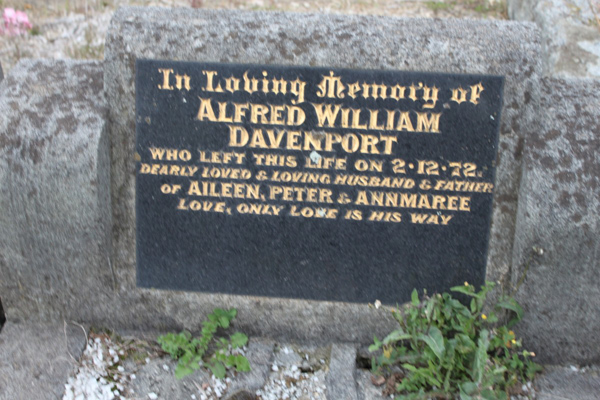 In Loving Memory of
ALFRED WILLIAM
DAVENPORT
WHO LEFT THIS LIFE ON 2·12·72.
DEARLY LOVED & LOVING HUSBAND & FATHER
OF AILEEN, PETER & ANNMAREE
LOVE, ONLY LOVE IS HIS WAY